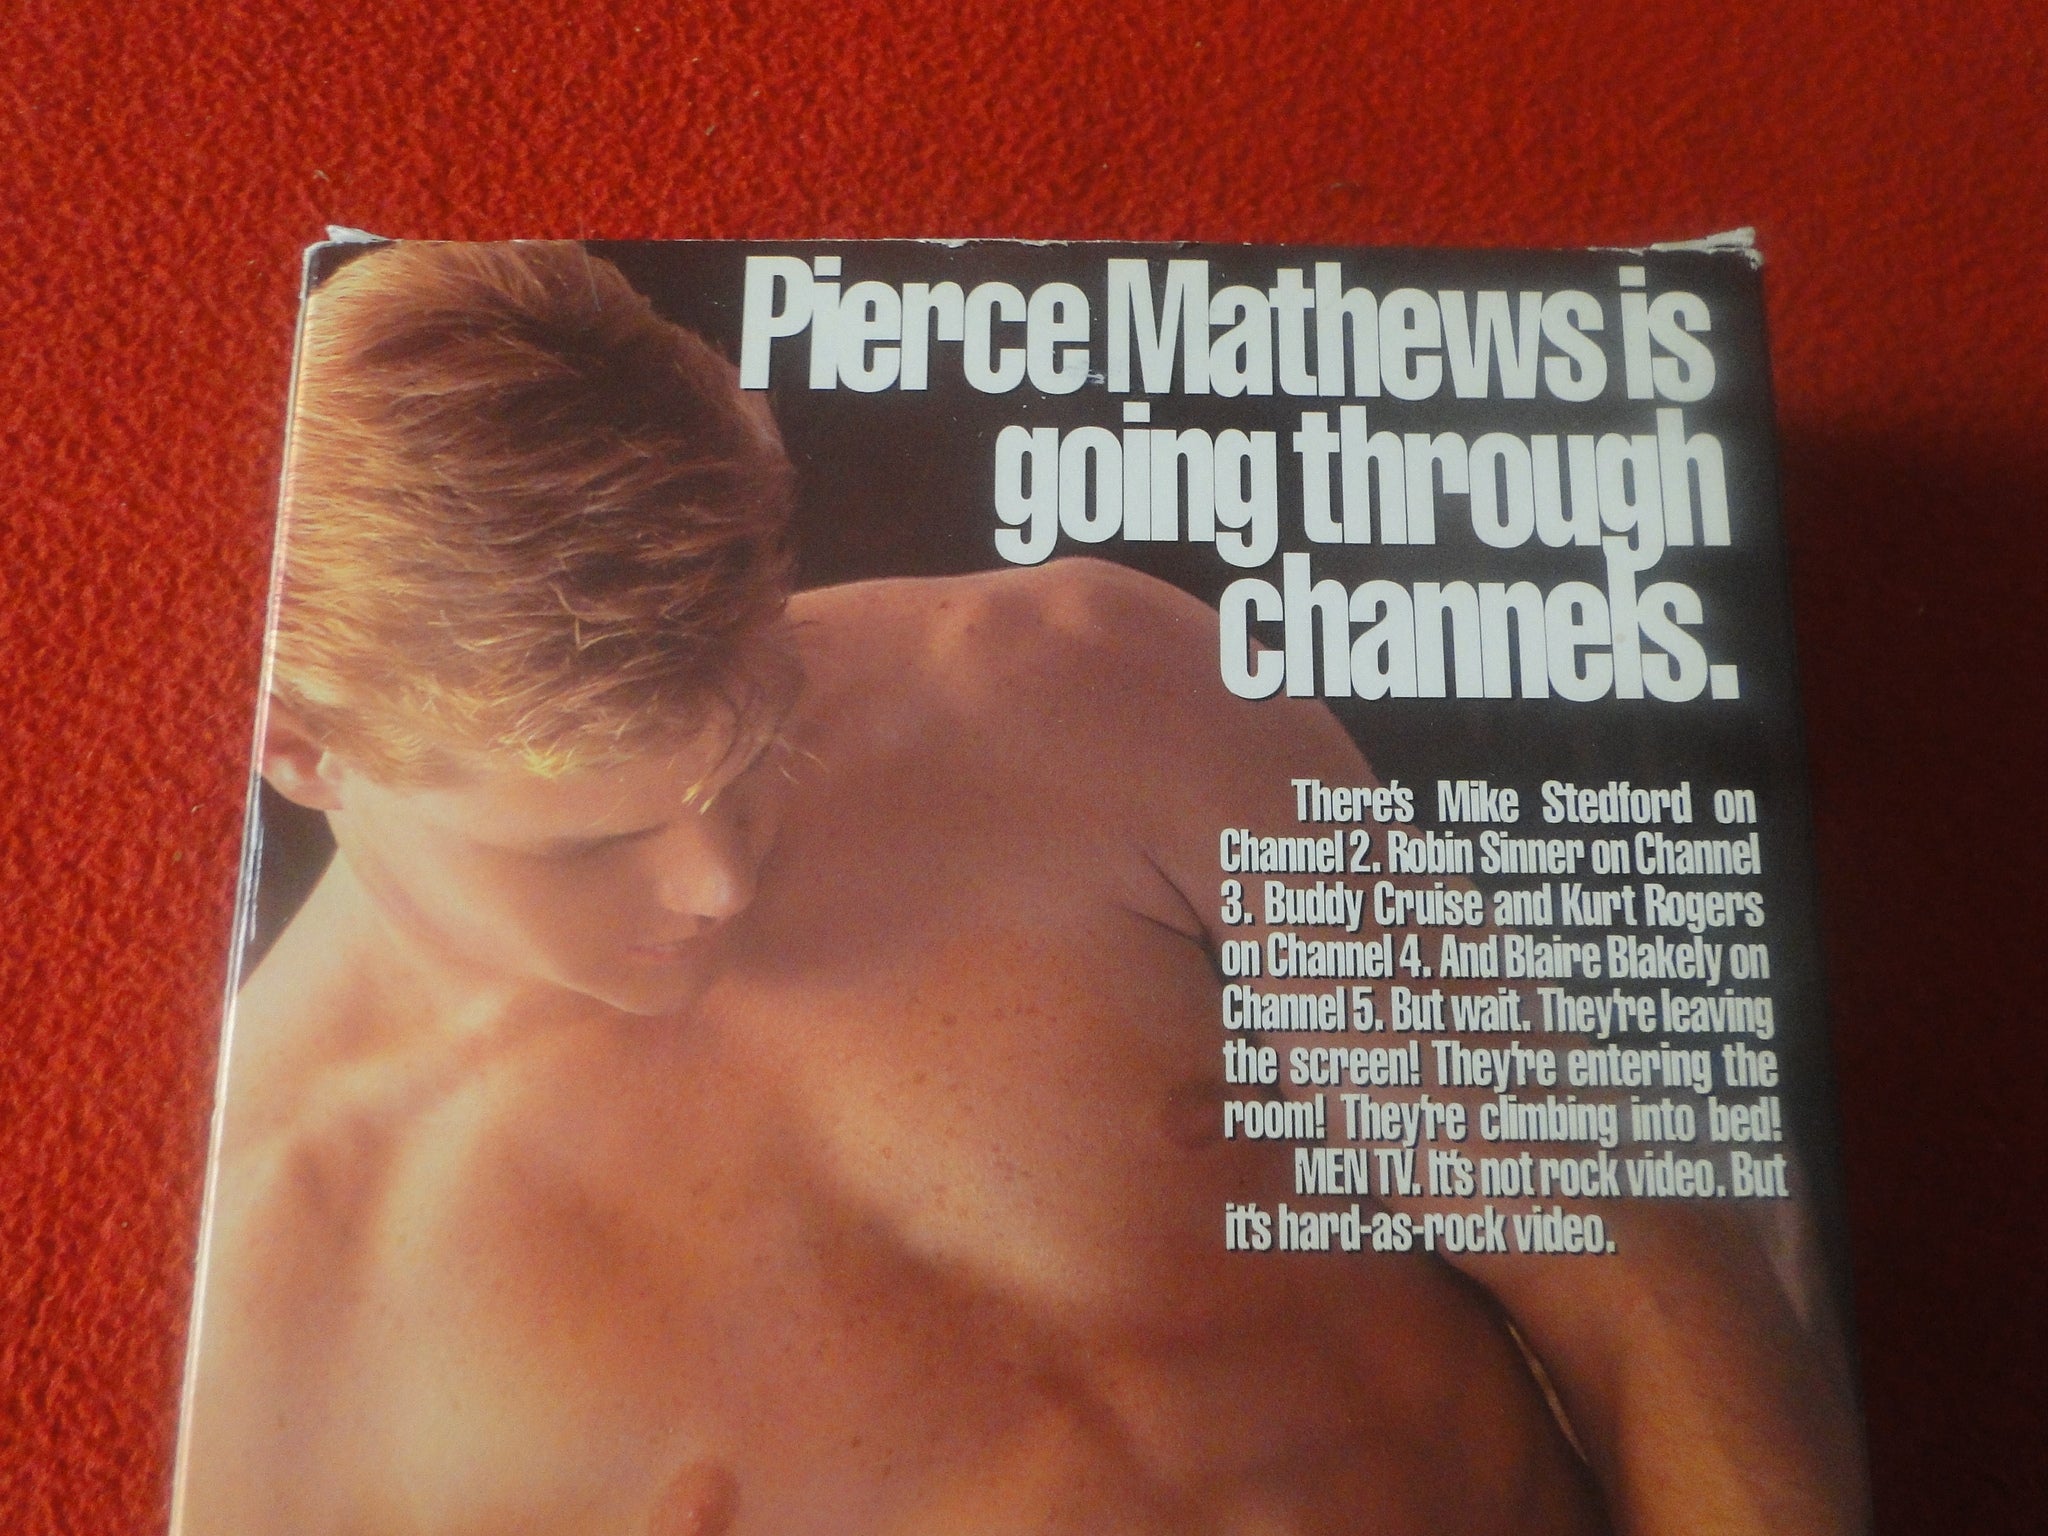 Pierce Mathews is
going through
channels.
There's Mike Stedford on
Channel 2. Robin Sinner on Channel
3. Buddy Cruise and Kurt Rogers
on Channel 4. And Blaire Blakely on
Channel 5. But wait. They're leaving
the screen! They're entering the
room! They're climbing into bed!
MEN TV. It's not rock video. But
it's hard-as-rock video.